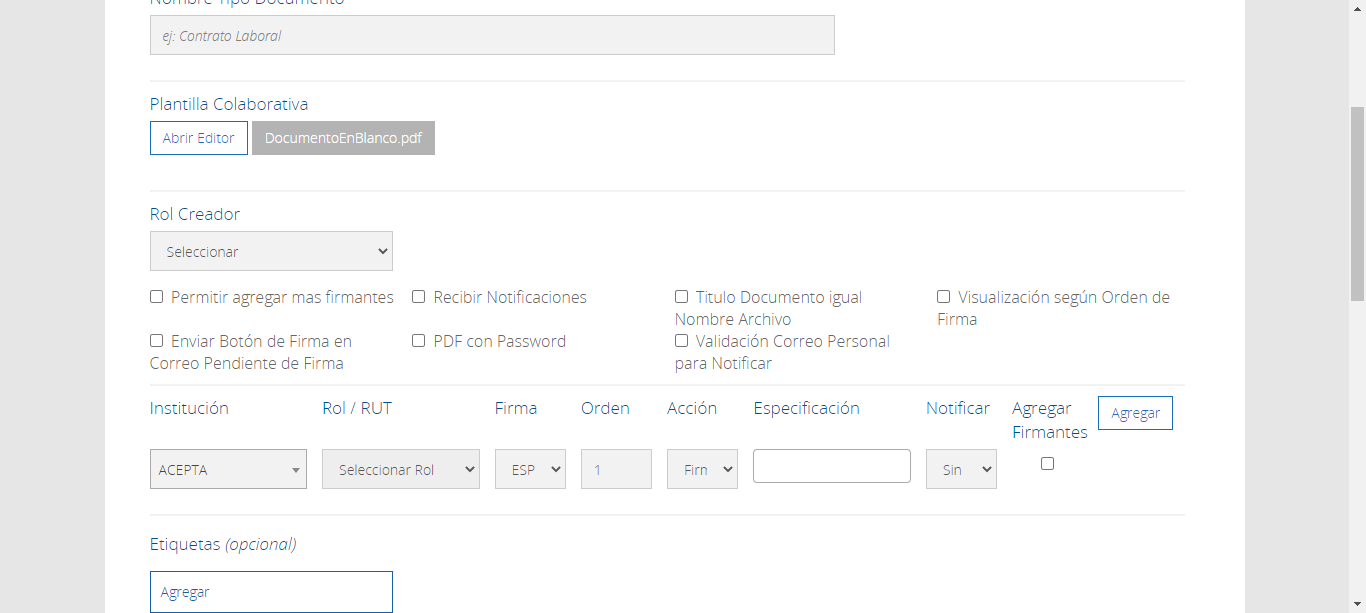 Nombre Tipo Documento
ej: Contrato Laboral
Plantilla Colaborativa
Abrir Editor DocumentoEnBlanco.pdf
Rol Creador
Seleccionar
Permitir agregar mas firmantes Recibir Notificaciones Titulo Documento igual Visualización según Orden de
Nombre Archivo Firma
Enviar Botón de Firma en PDF con Password Validación Correo Personal
Correo Pendiente de Firma para Notificar
Institución Rol / RUT Firma Orden Acción Especificación Notificar Agregar Agregar
Firmantes
ACEPTA Seleccionar Rol ESP 1 Firn Sin
Etiquetas (opcional)
Agregar